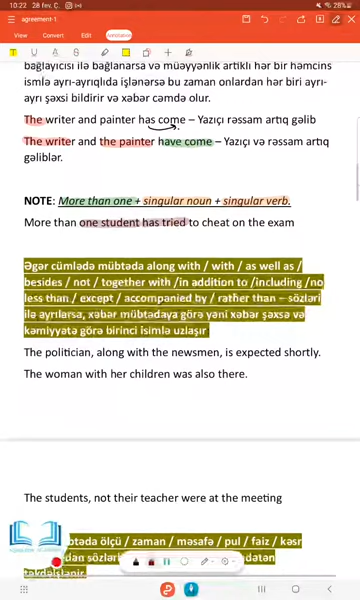 10:22 28 fev, C.
agreement-1
View Convert Edit Annotate
bağlayıcısı ilə bağlanarsa və müəyyənlik artikli hər bir həmcins
ismlə ayrı-ayrıqlıda işlənərsə bu zaman onlardan hər biri ayrı-
ayrı şəxsi bildirir və xəbər cəmdə olur.
The writer and painter has come – Yazıçı rəssam artıq gəlib
The writer and the painter have come – Yazıçı və rəssam artıq
gəliblər.
NOTE: More than one + singular noun + singular verb.
More than one student has tried to cheat on the exam
Əgər cümlədə mübtəda along with / with / as well as /
besides / not / together with /in addition to /including /no
less than / except / accompanied by / rather than – sözləri
ilə ayrılarsa, xəbər mübtədaya görə yəni xəbər şəxsə və
kəmiyyətə görə birinci isimlə uzlaşır
The politician, along with the newsmen, is expected shortly.
The woman with her children was also there.
The students, not their teacher were at the meeting
btəda ölçü / zaman / məsafə / pul / faiz / kəsr
təkdə